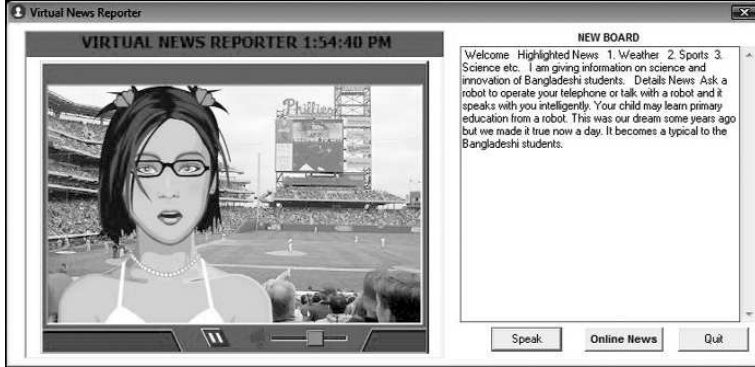 Virtual News Reporter
VIRTUAL NEWS REPORTER 1:54:40 PM
Phillies
NEW BOARD
Welcome Highlighted News 1. Weather 2. Sports 3.
Science etc. I am giving information on science and
innovation of Bangladeshi students. Details News Ask a
robot to operate your telephone or talk with a robot and it
speaks with you intelligently. Your child may learn primary
education from a robot. This was our dream some years ago
but we made it true now a day. It becomes a typical to the
Bangladeshi students.
Speak
Online News
Quit